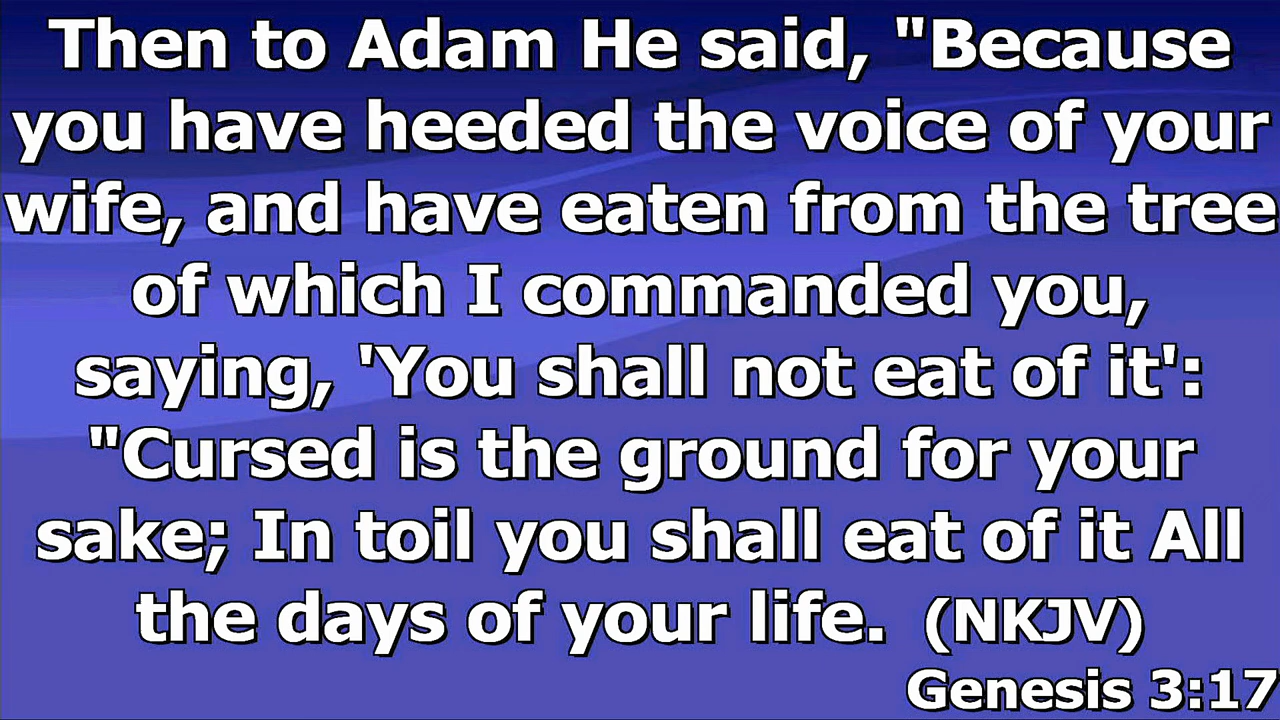 Then to Adam He said, "Because
you have heeded the voice of your
wife, and have eaten from the tree
of which I commanded you,
saying, 'You shall not eat of it':
"Cursed is the ground for your
sake; In toil you shall eat of it All
the days of your life. (NKJV)
Genesis 3:17